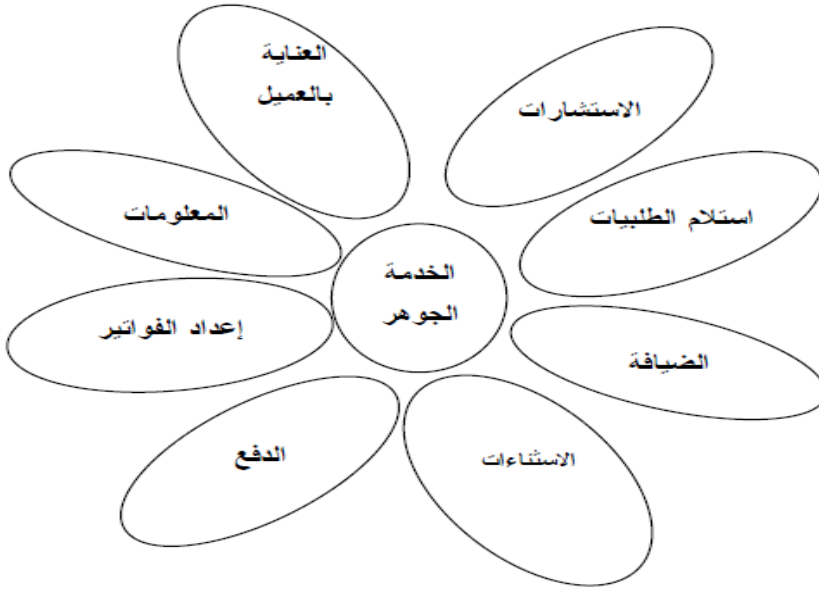 العناية
بالعميل
الاستشارات
المعلومات
استلام الطلبيات
الخدمة
الجوهر
إعداد الفواتير
الضيافة
الدفع
الاستثناءات